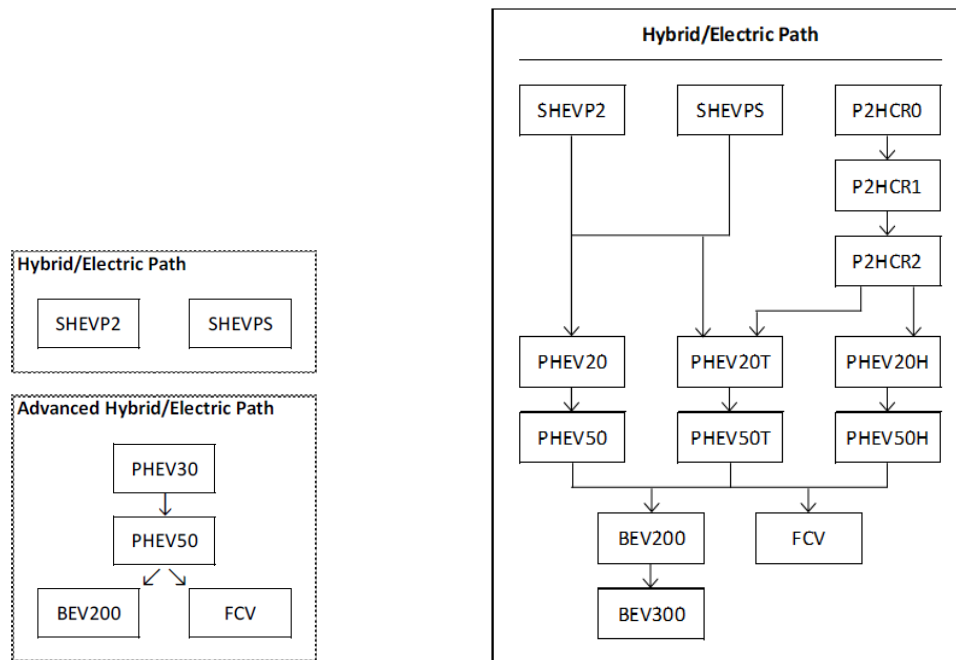 Hybrid/Electric Path
SHEVP2 SHEVPS
Advanced Hybrid/Electric Path
PHEV30
PHEV50
BEV200 FCV
Hybrid/Electric Path
SHEVP2 SHEVPS P2HCR0
P2HCR1
P2HCR2
PHEV20 PHEV20T PHEV20H
PHEV50 PHEV50T PHEV50H
BEV200 FCV
BEV300